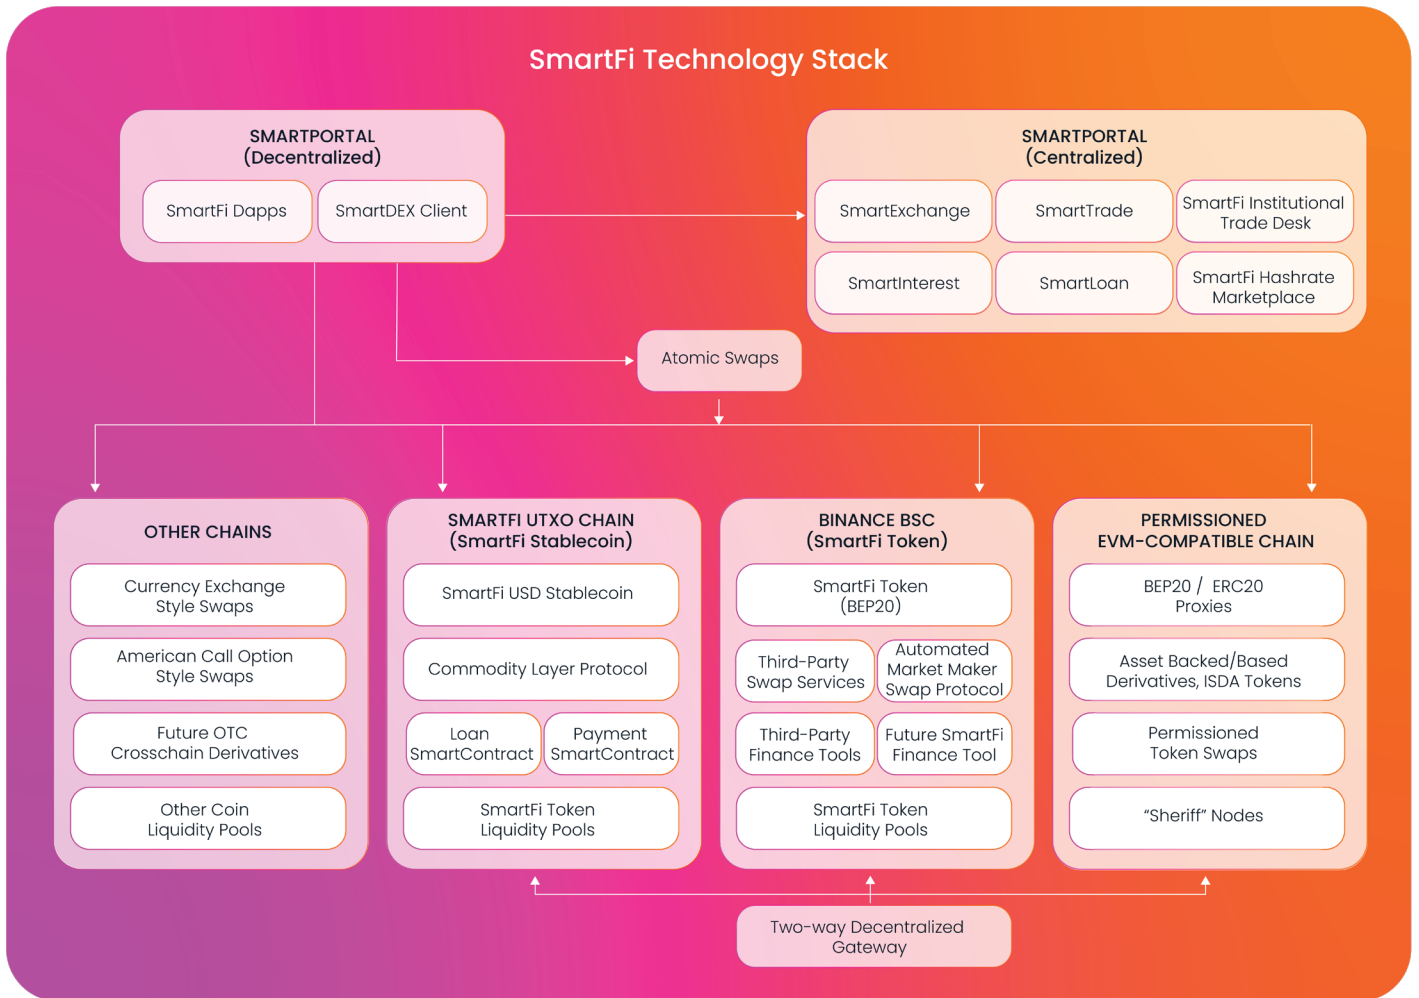 SmartFi Technology Stack
SMARTPORTAL
(Decentralized)
SmartFi Dapps
SmartDEX Client
SMARTPORTAL
(Centralized)
SmartExchange
SmartTrade
SmartFi Institutional
Trade Desk
SmartInterest
SmartLoan
SmartFi Hashrate
Marketplace
Atomic Swaps
OTHER CHAINS
Currency Exchange
Style Swaps
American Call Option
Style Swaps
Future OTC
Crosschain Derivatives
Other Coin
Liquidity Pools
SMARTFI UTXO CHAIN
(SmartFi Stablecoin)
SmartFi USD Stablecoin
Commodity Layer Protocol
Loan
SmartContract
Payment
SmartContract
SmartFi Token
Liquidity Pools
BINANCE BSC
(SmartFi Token)
SmartFi Token
(BEP20)
Third-Party
Swap Services
Automated
Market Maker
Swap Protocol
Third-Party
Finance Tools
Future SmartFi
Finance Tool
SmartFi Token
Liquidity Pools
PERMISSIONED
EVM-COMPATIBLE CHAIN
BEP20 / ERC20
Proxies
Asset Backed/Based
Derivatives, ISDA Tokens
Permissioned
Token Swaps
“Sheriff” Nodes
Two-way Decentralized
Gateway